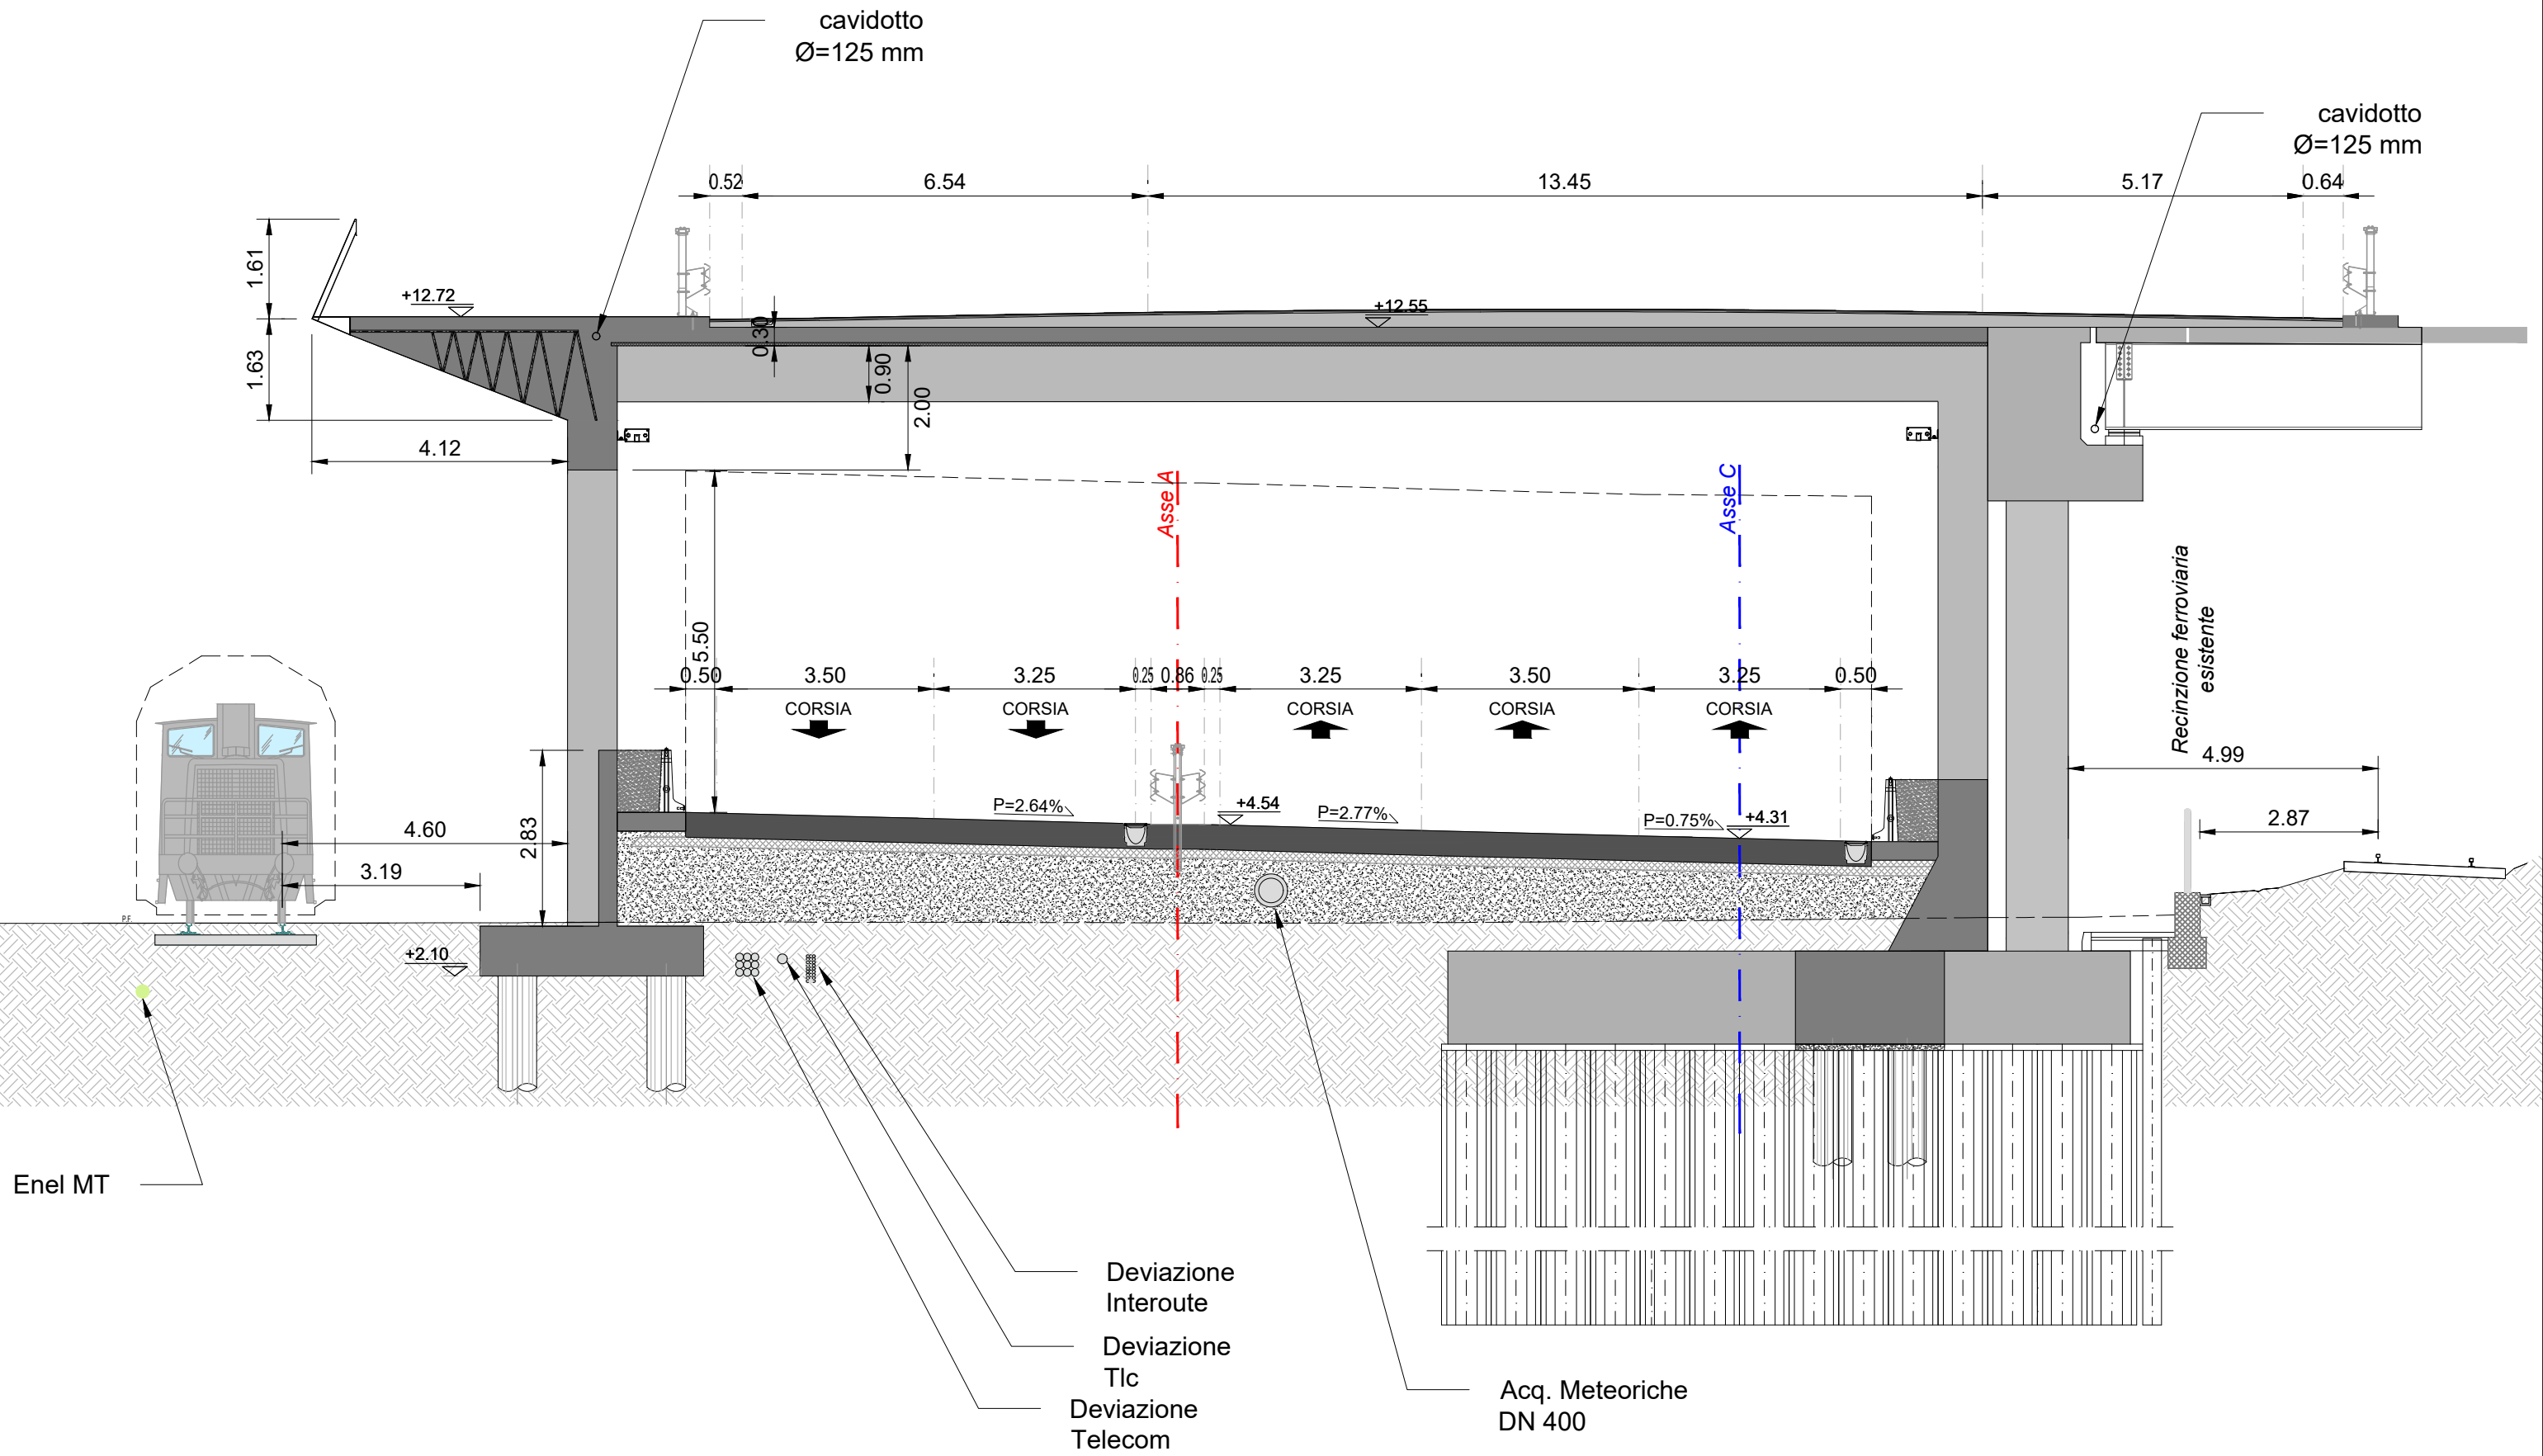 cavidotto
Ø=125 mm
cavidotto
Ø=125 mm
0.52
6.54
13.45
5.17
0.64
1.61
+12.72
+12.55
0.30
1.63
0.90
2.00
4.12
Asse A
Asse C
Recinzione ferroviaria
esistente
5.50
0.50
3.50
3.25
0.25
0.86
0.25
3.25
3.50
3.25
0.50
CORSIA
CORSIA
CORSIA
CORSIA
CORSIA
4.99
P=2.64%
+4.54
P=2.77%
P=0.75%
+4.31
2.87
4.60
2.83
3.19
P.F.
+2.10
Enel MT
Deviazione
Interoute
Deviazione
Tlc
Deviazione
Telecom
Acq. Meteoriche
DN 400